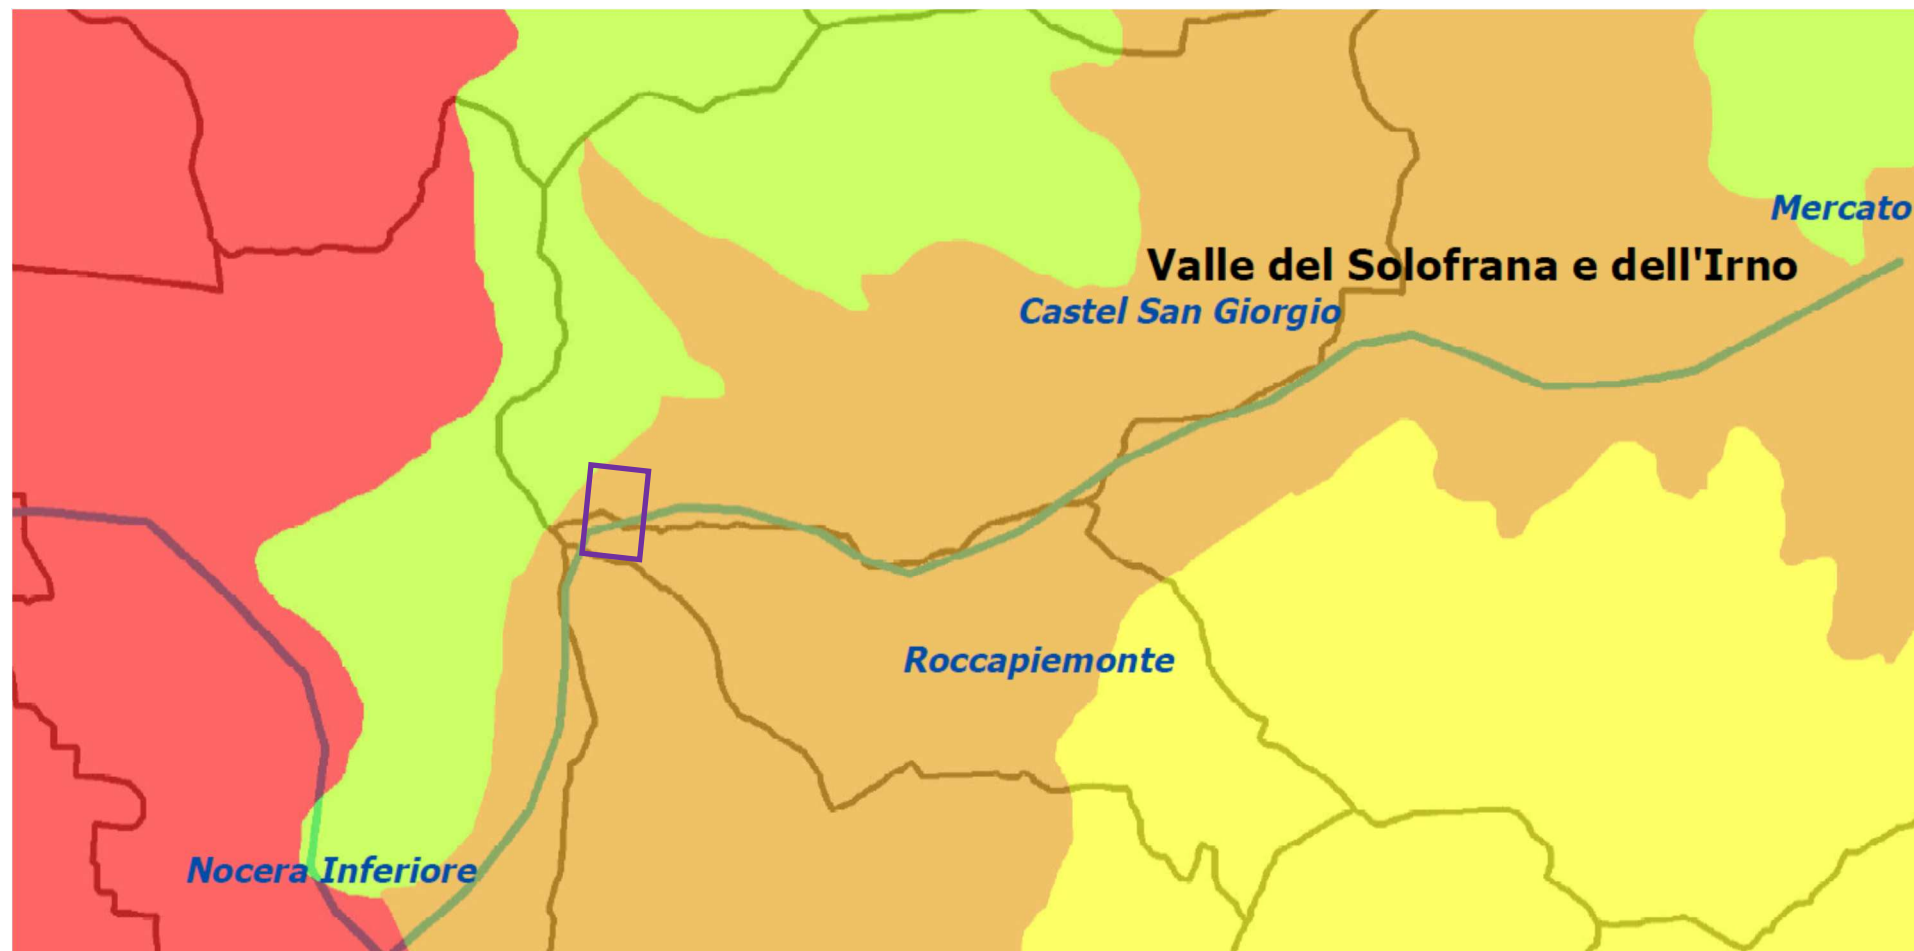 Mercato
Valle del Solofrana e dell'Irno
Castel San Giorgio
Roccapiemonte
Nocera Inferiore